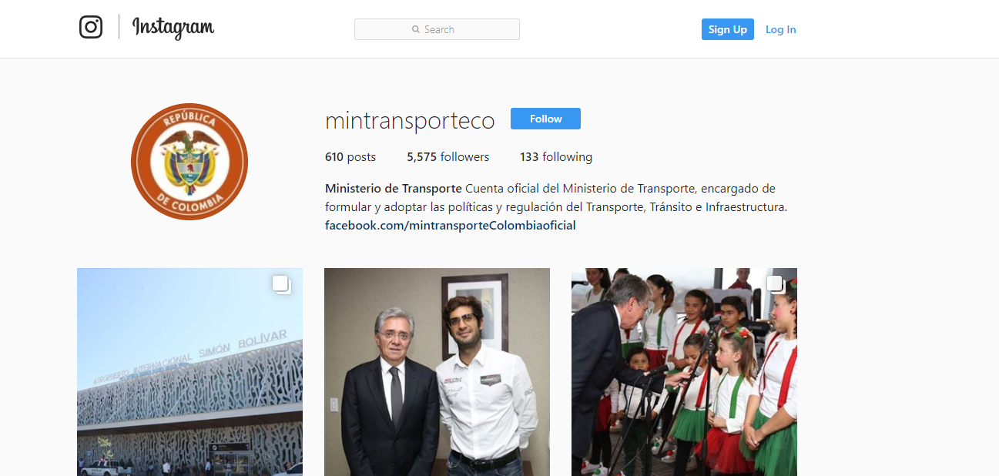 Instagram
Search
Sign Up
Log In
REPÚBLICA
DE COLOMBIA
mintransporteco
Follow
610 posts
5,575 followers
133 following
Ministerio de Transporte Cuenta oficial del Ministerio de Transporte, encargado de
formular y adoptar las políticas y regulación del Transporte, Tránsito e Infraestructura.
facebook.com/mintransporteColombiaoficial
AEROPUERTO INTERNACIONAL SIMÓN BOLÍVAR